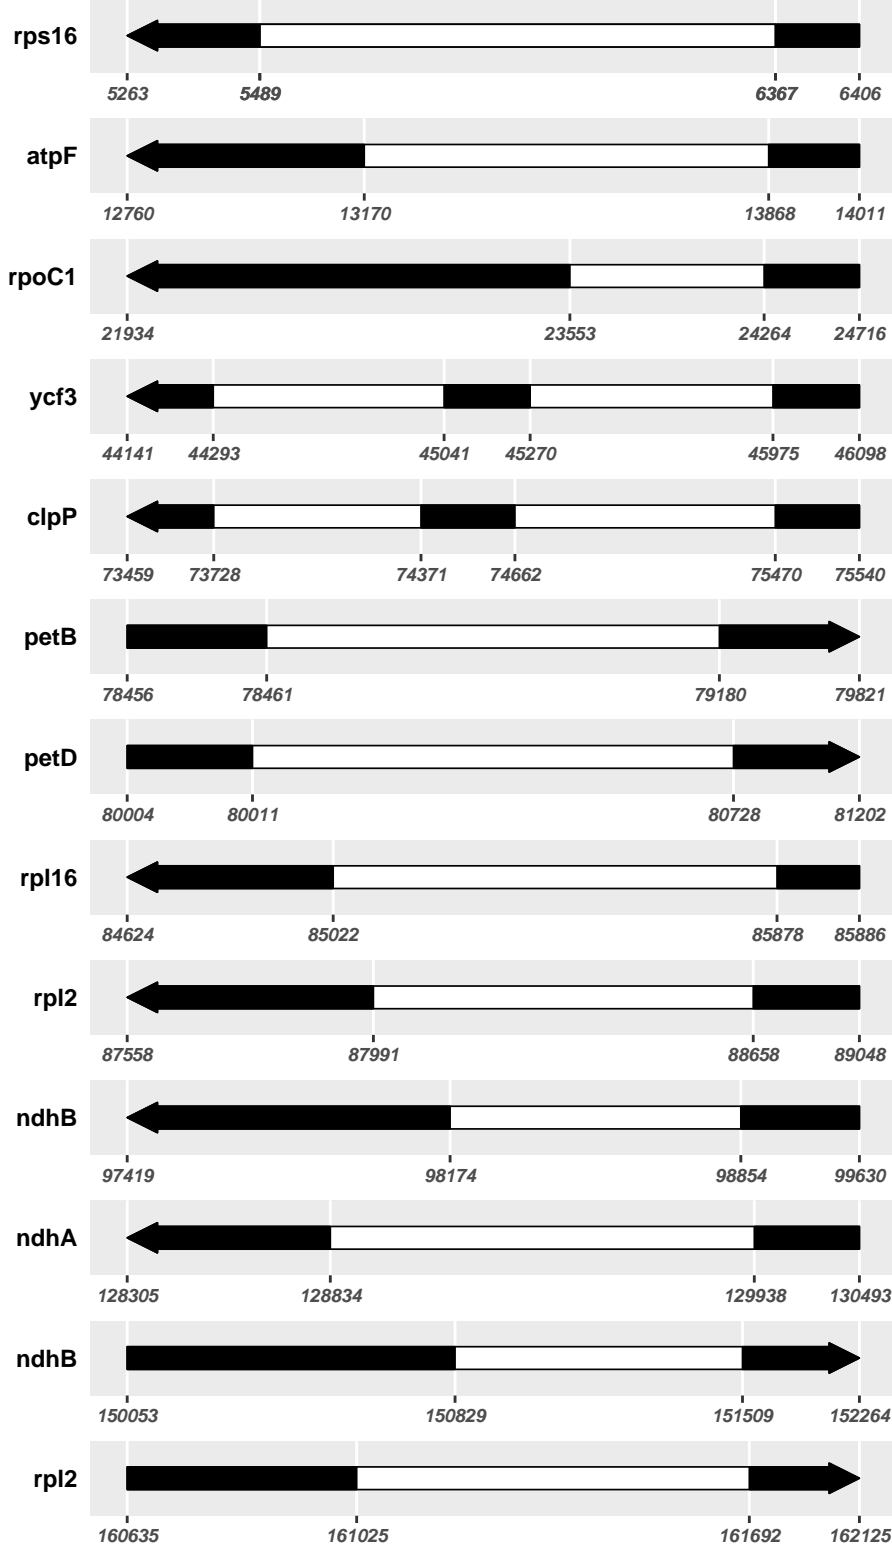 rps16
5263 5489 6367 6406
atpF
12760 13170 13868 14011
rpoC1
21934 23553 24264 24716
ycf3
44141 44293 45041 45270 45975 46098
clpP
73459 73728 74371 74662 75470 75540
petB
78456 78461 79180 79821
petD
80004 80011 80728 81202
rpl16
84624 85022 85878 85886
rpl2
87558 87991 88658 89048
ndhB
97419 98174 98854 99630
ndhA
128305 128834 129938 130493
ndhB
150053 150829 151509 152264
rpl2
160635 161025 161692 162125